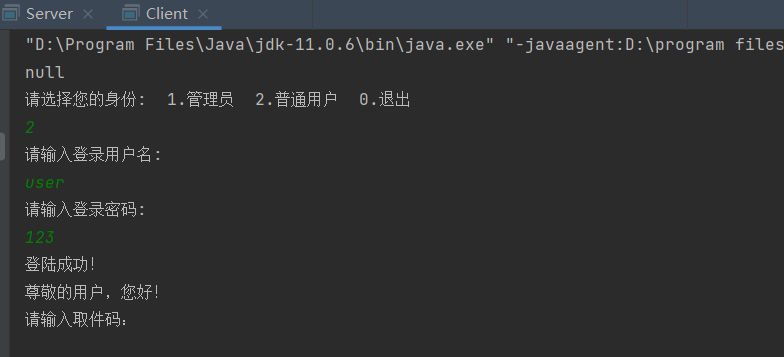 Server Client
"D:\Program Files\Java\jdk-11.0.6\bin\java.exe" "-javaagent:D:\program files
null
请选择您的身份: 1.管理员 2.普通用户 0.退出
2
请输入登录用户名:
user
请输入登录密码:
123
登陆成功!
尊敬的用户，您好!
请输入取件码：